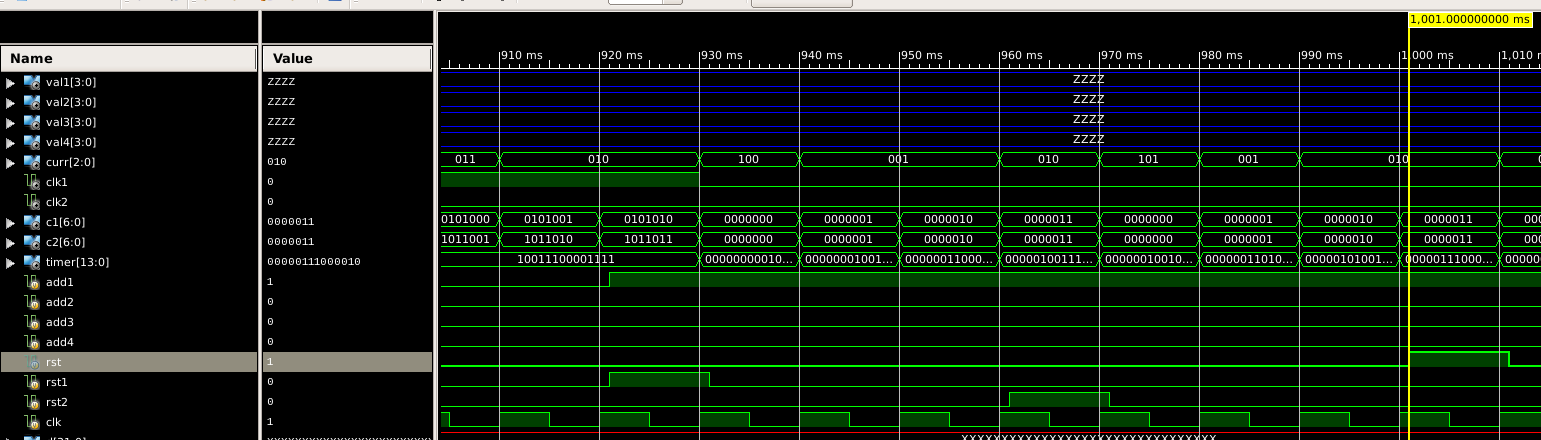 1,001.000000000 ms
Name Value 910 ms 920 ms 930 ms 940 ms 950 ms 960 ms 970 ms 980 ms 990 ms 1,000 ms 1,010 m
val1[3:0] ZZZZ ZZZZ
val2[3:0] ZZZZ ZZZZ
val3[3:0] ZZZZ ZZZZ
val4[3:0] ZZZZ ZZZZ
curr[2:0] 010 011 010 100 001 010 101 001 010 0
clk1 0
clk2 0
c1[6:0] 0000011 0101000 0101001 0101010 0000000 0000001 0000010 0000011 0000000 0000001 0000010 0000011 000
c2[6:0] 0000011 1011001 1011010 1011011 0000000 0000001 0000010 0000011 0000000 0000001 0000010 0000011 000
timer[13:0] 00000111000010 10011100001111 00000000010... 00000001001... 00000011000... 00000100111... 00000010010... 00000011010... 00000101001... 00000111000... 00000
add1 1
add2 0
add3 0
add4 0
rst 1
rst1 0
rst2 0
clk 1